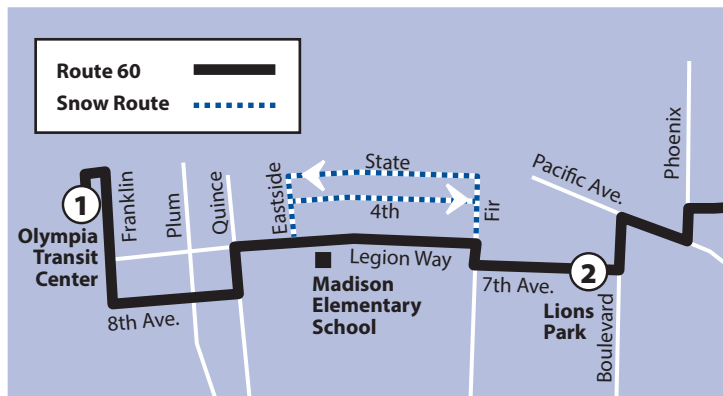 Route 60
Snow Route
Phoenix
Pacific Ave.
State
4th
Eastside
Fir
Franklin
Plum
Quince
1
Olympia
Transit
Center
Legion Way
Madison
Elementary
School
7th Ave.
2
Lions
Park
Boulevard
8th Ave.